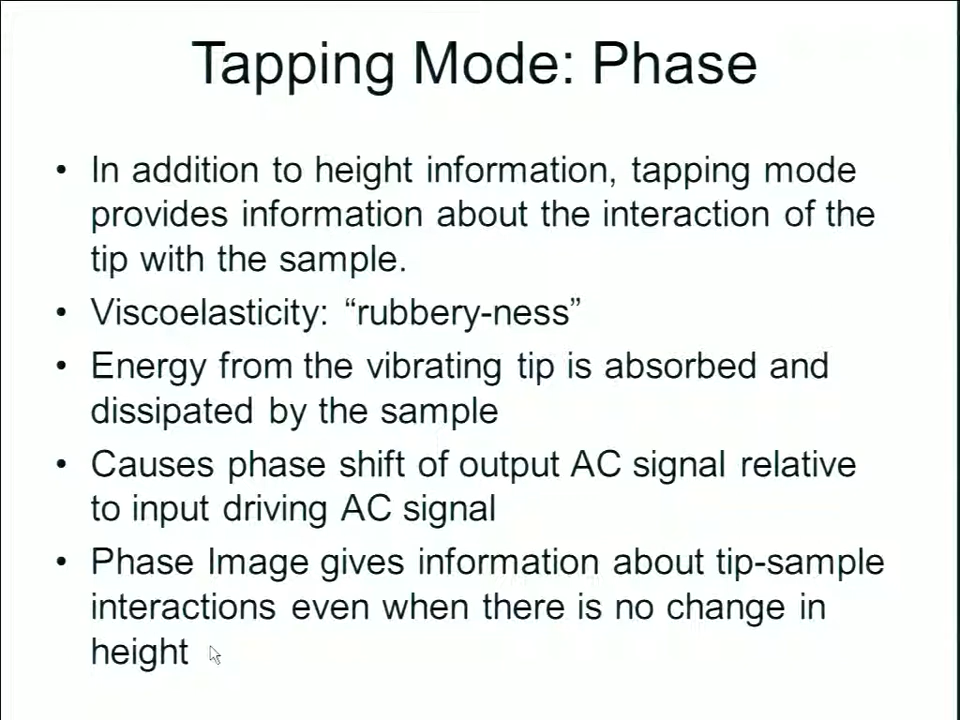 Tapping Mode: Phase
• In addition to height information, tapping mode
provides information about the interaction of the
tip with the sample.
• Viscoelasticity: “rubbery-ness”
• Energy from the vibrating tip is absorbed and
dissipated by the sample
• Causes phase shift of output AC signal relative
to input driving AC signal
• Phase Image gives information about tip-sample
interactions even when there is no change in
height